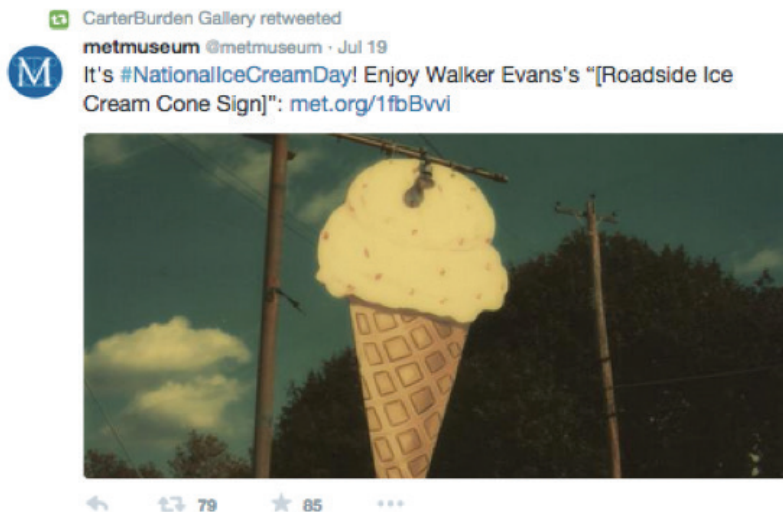 CarterBurden Gallery retweeted
metmuseum @metmuseum · Jul 19
M
It's #NationalIceCreamDay! Enjoy Walker Evans's “[Roadside Ice
Cream Cone Sign]”: met.org/1fbBvvi
79 85